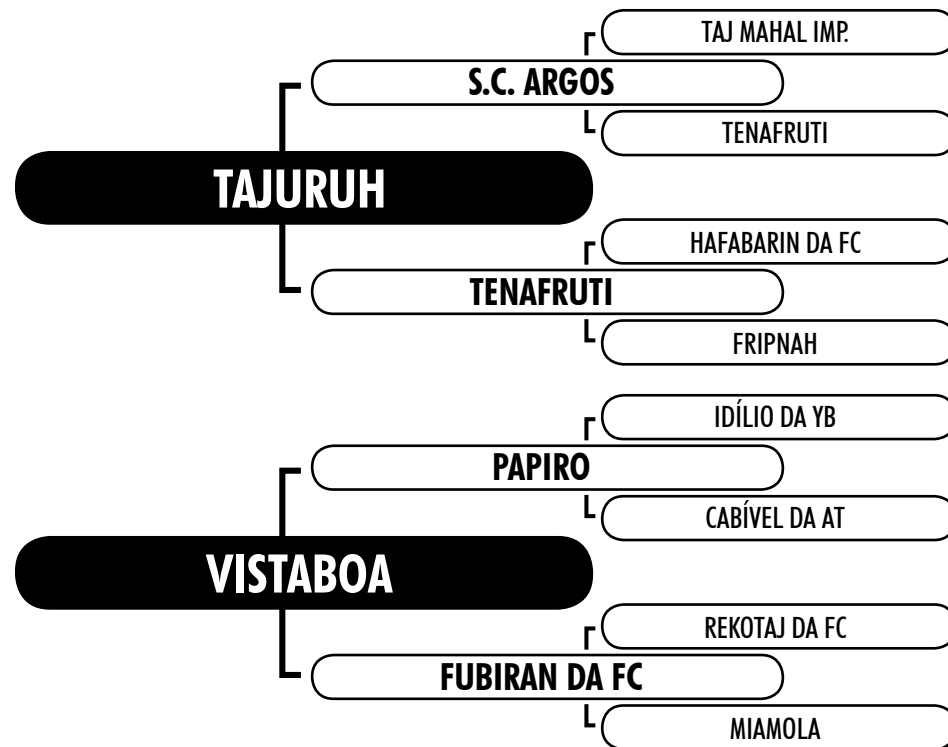 TAJ MAHAL IMP.
S.C. ARGOS
TENAFRUTI
TAJURUH
HAFABARIN DA FC
TENAFRUTI
FRIPNAH
IDÍLIO DA YB
PAPIRO
CABÍVEL DA AT
VISTABOA
REKOTAJ DA FC
FUBIRAN DA FC
MIAMOLA